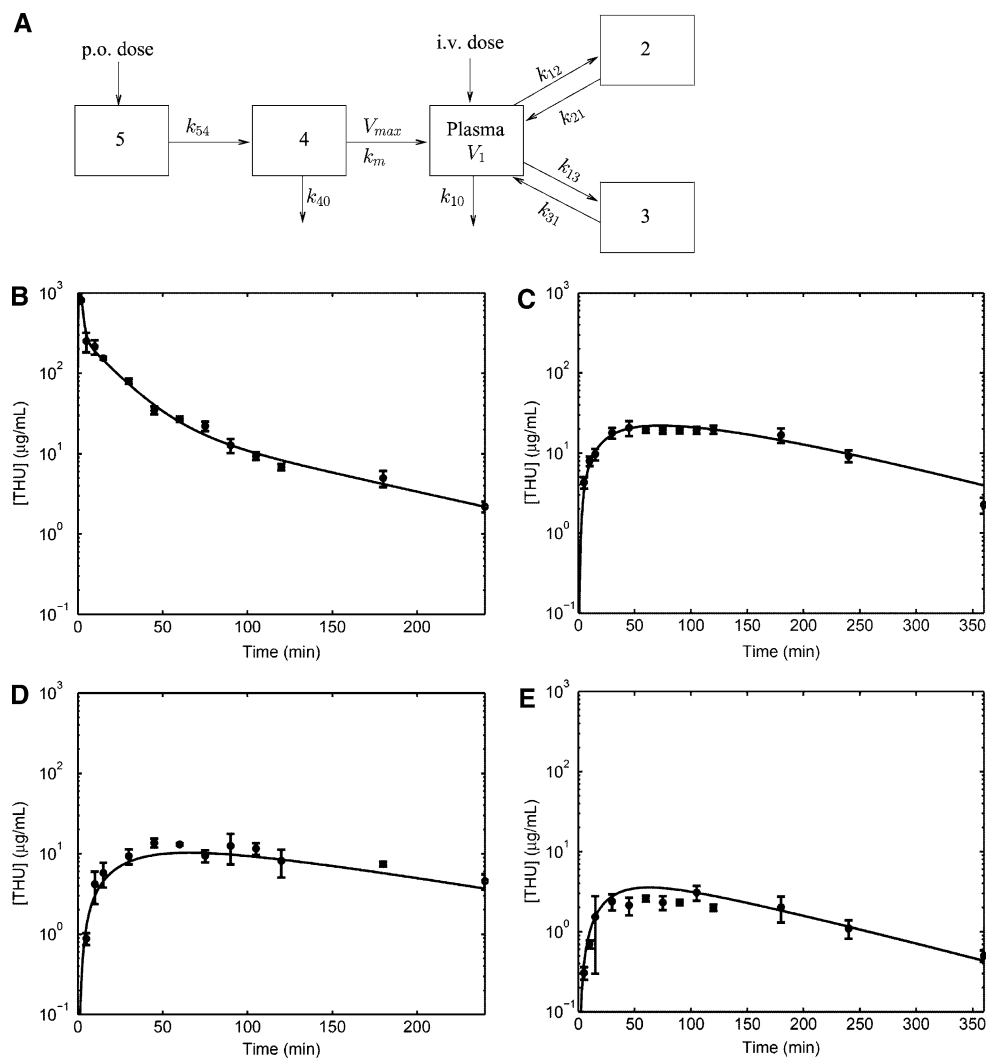 A
p.o. dose
i.v. dose
5
k54
4
Vmax
km
Plasma
V1
k12
k21
2
k13
k31
3
k40
k10
B
[THU] (μg/mL)
10³
10²
10¹
10⁰
10⁻¹
0 50 100 150 200
Time (min)
C
[THU] (μg/mL)
10³
10²
10¹
10⁰
10⁻¹
0 50 100 150 200 250 300 350
Time (min)
D
[THU] (μg/mL)
10³
10²
10¹
10⁰
10⁻¹
0 50 100 150 200
Time (min)
E
[THU] (μg/mL)
10³
10²
10¹
10⁰
10⁻¹
0 50 100 150 200 250 300 350
Time (min)